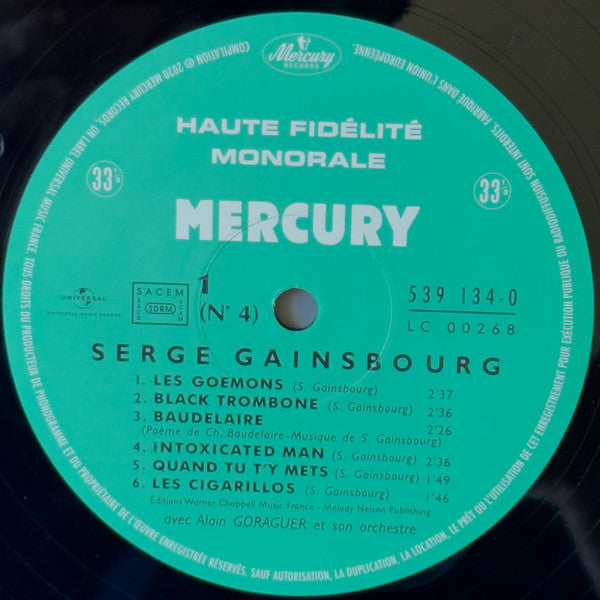 Mercury
RECORDS
HAUTE FIDÉLITÉ
MONORALE
33 1/3
33 1/3
MERCURY
UNIVERSAL
UNIVERSAL MUSIC FRANCE
SACEM
SACD
SDRM
SCAM
1
(N° 4)
539 134-0
LC 00268
SERGE GAINSBOURG
1. LES GOEMONS (S. Gainsbourg) 2'37
2. BLACK TROMBONE (S. Gainsbourg) 2'36
3. BAUDELAIRE 2'26
(Poème de Ch. Baudelaire-Musique de S. Gainsbourg)
4. INTOXICATED MAN (S. Gainsbourg) 2'36
5. QUAND TU T'Y METS (S. Gainsbourg) 1'49
6. LES CIGARILLOS (S. Gainsbourg) 1'46
Éditions Warner Chappell Music France - Melody Nelson Publishing
avec Alain GORAGUER et son orchestre
COMPILATION ℗ 2020 MERCURY RECORDS, UN LABEL UNIVERSAL MUSIC FRANCE. TOUS DROITS DU PRODUCTEUR DE PHONOGRAMME ET DU PROPRIÉTAIRE DE L'ŒUVRE ENREGISTRÉE RÉSERVÉS. SAUF AUTORISATION, LA DUPLICATION, LA LOCATION, LE PRÊT OU L'UTILISATION DE CET ENREGISTREMENT POUR EXÉCUTION PUBLIQUE OU RADIODIFFUSION SONT INTERDITS. FABRIQUÉ DANS L'UNION EUROPÉENNE